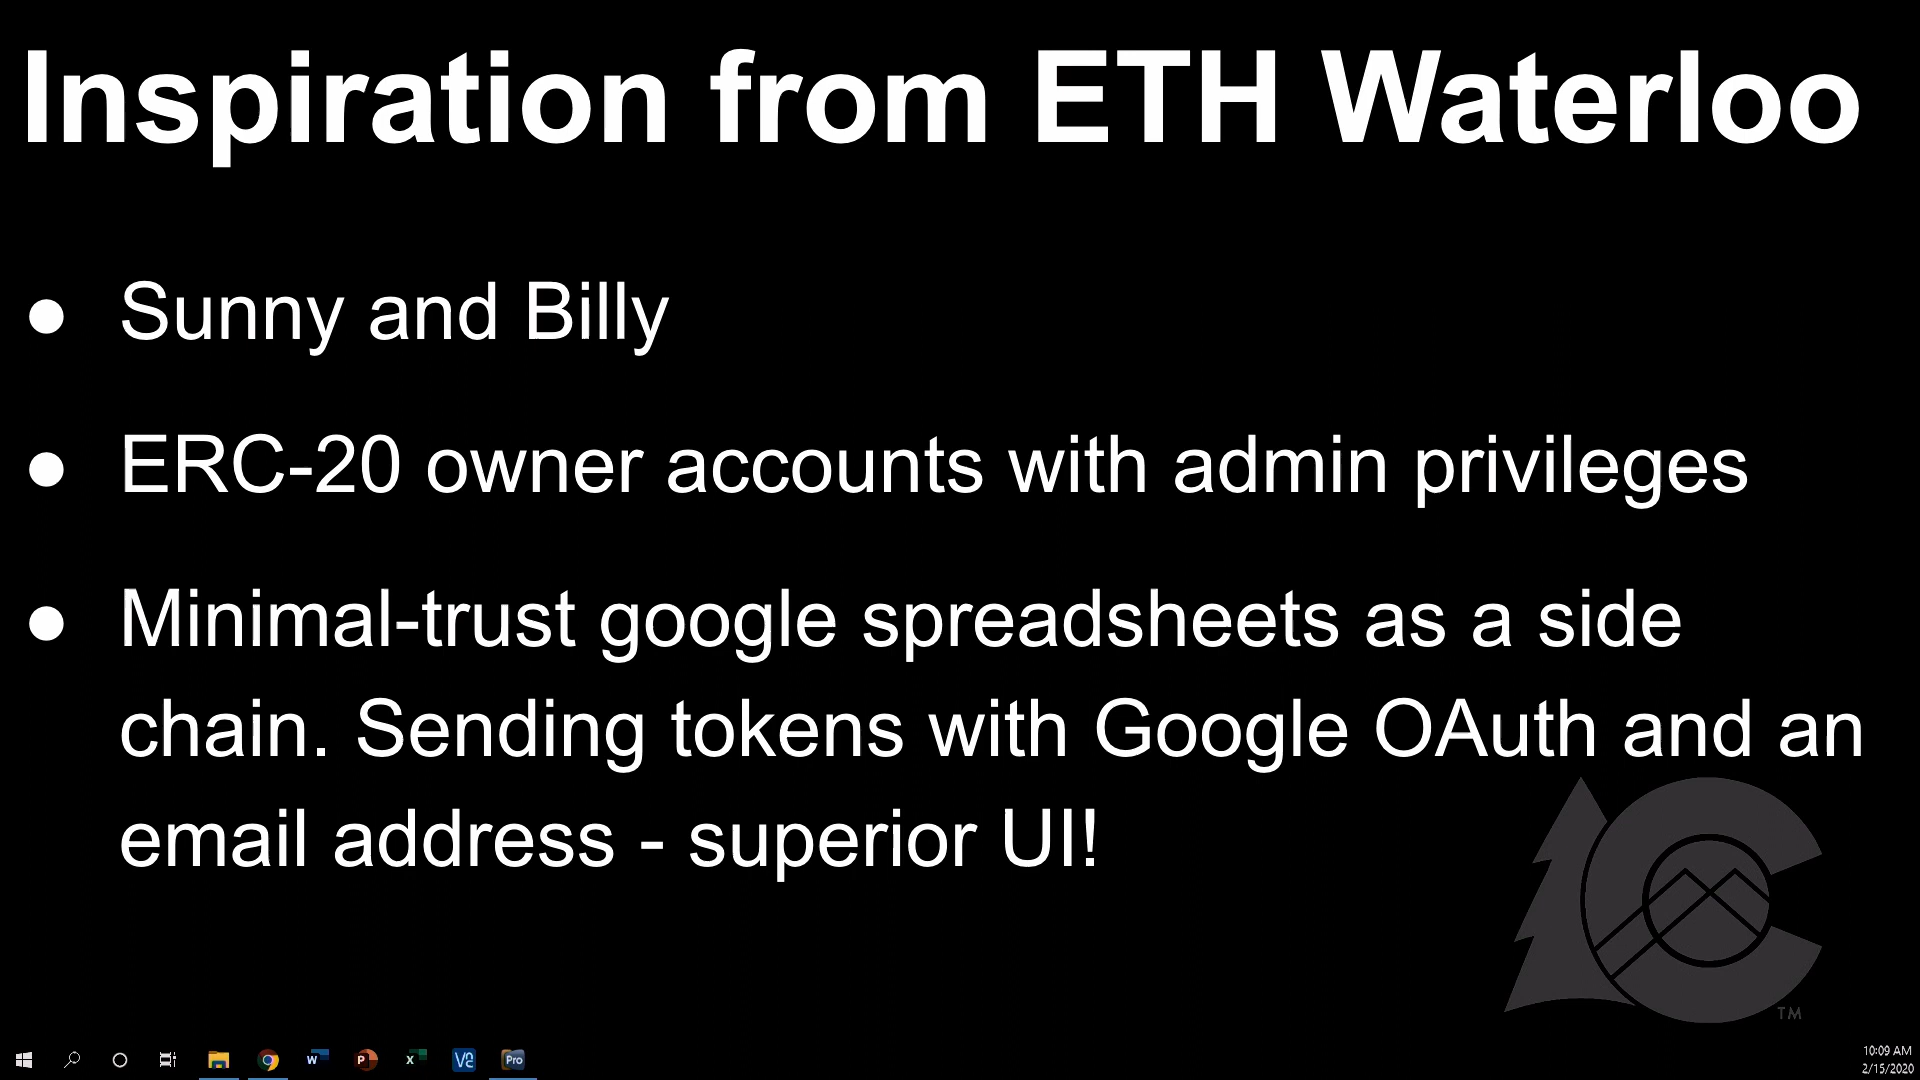 Inspiration from ETH Waterloo
● Sunny and Billy
● ERC-20 owner accounts with admin privileges
● Minimal-trust google spreadsheets as a side
chain. Sending tokens with Google OAuth and an
email address - superior UI!
TM
W P X V2 Pro
10:09 AM
2/15/2020